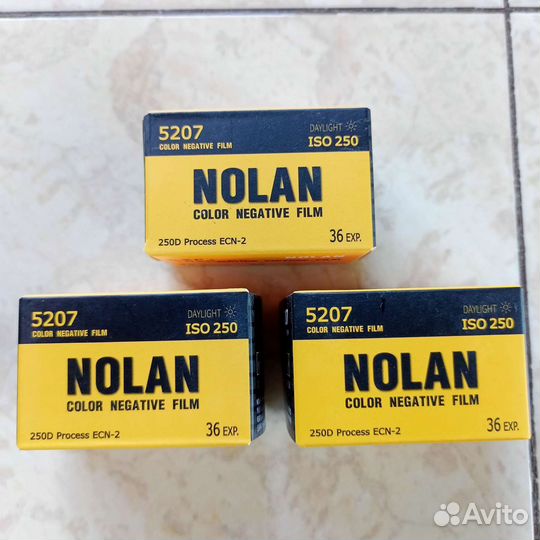 5207
DAYLIGHT
COLOR NEGATIVE FILM
ISO 250
NOLAN
COLOR NEGATIVE FILM
250D Process ECN-2
36 EXP.
NOLAN
5207
DAYLIGHT
COLOR NEGATIVE FILM
ISO 250
NOLAN
COLOR NEGATIVE FILM
250D Process ECN-2
36 EXP.
5207
DAYLIGHT
COLOR NEGATIVE FILM
ISO 250
NOLAN
COLOR NEGATIVE FILM
250D Process ECN-2
36 EXP.
Avito